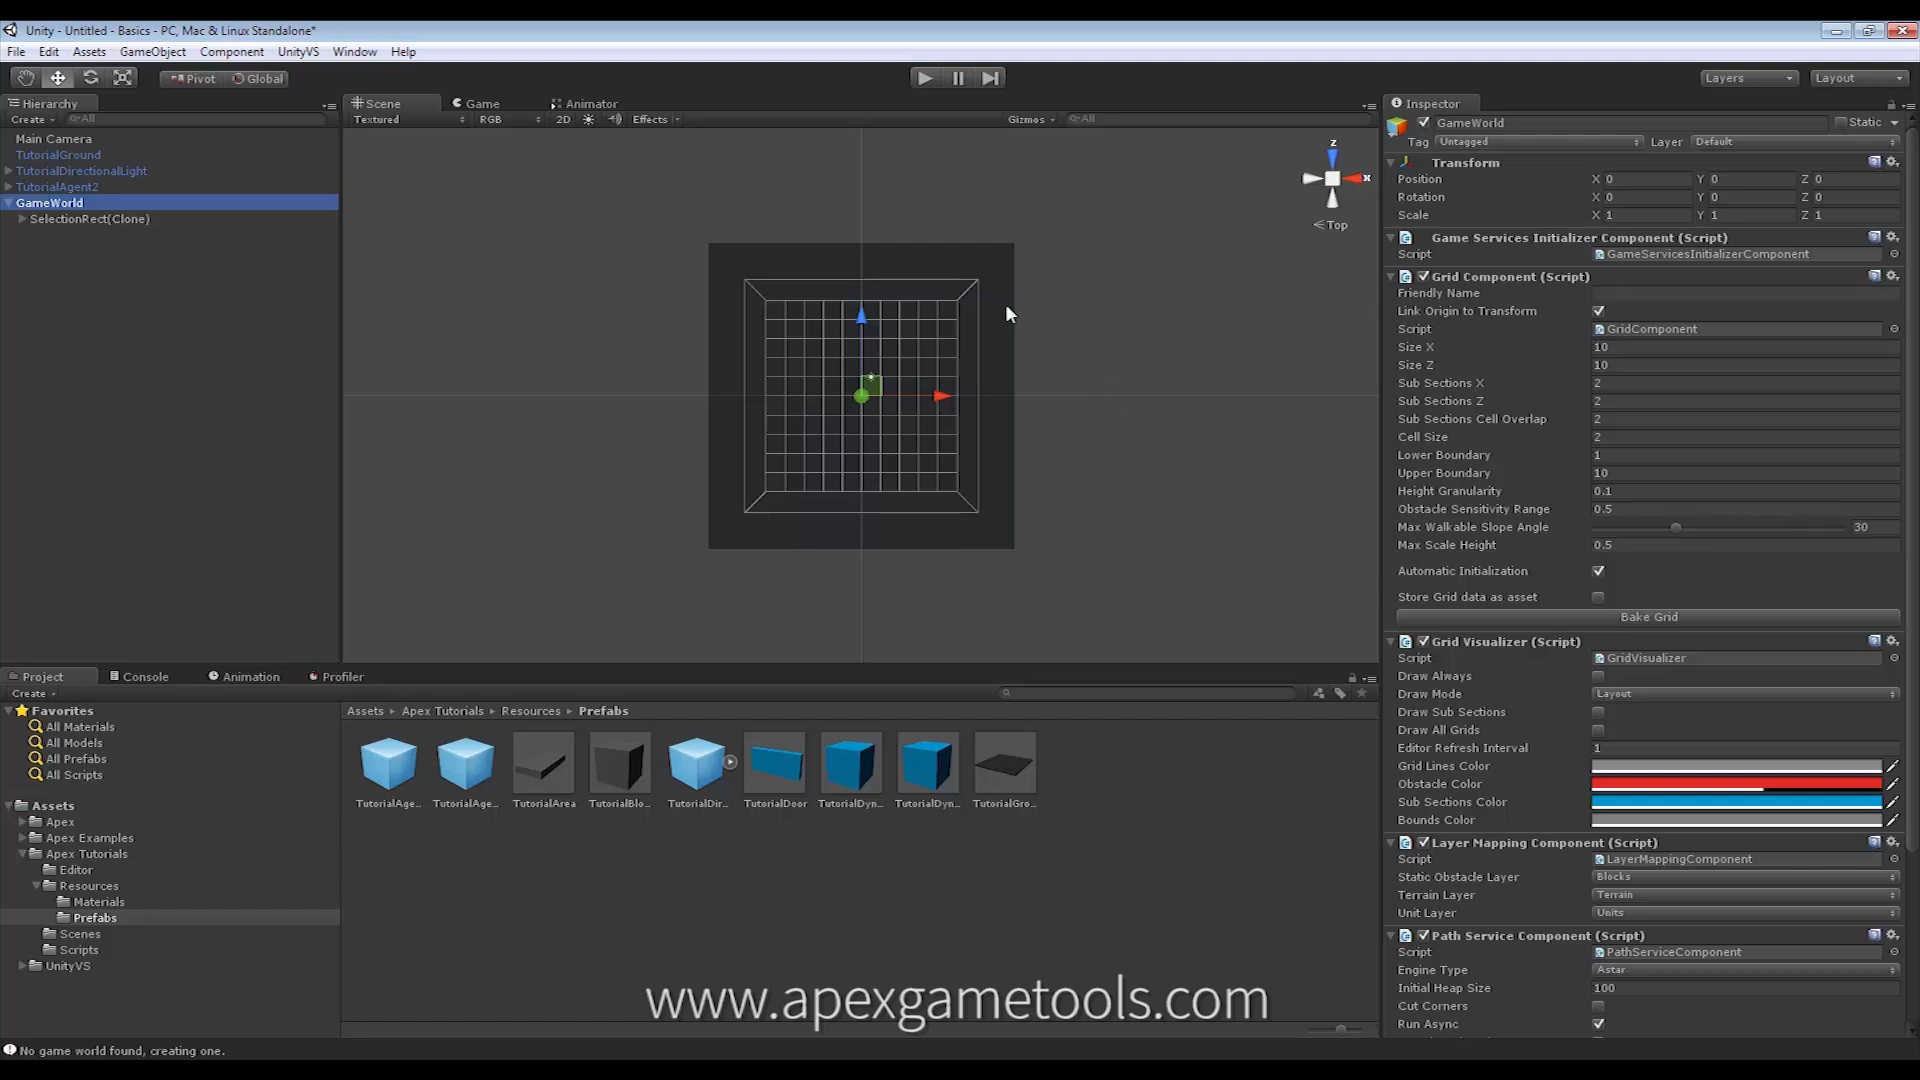 Unity - Untitled - Basics - PC, Mac & Linux Standalone*
File Edit Assets GameObject Component UnityVS Window Help
Pivot Global Layers Layout
Hierarchy
Create All
Main Camera
TutorialGround
TutorialDirectionalLight
TutorialAgent2
GameWorld
SelectionRect(Clone)
Scene Game Animator
Textured RGB 2D Effects Gizmos All
z
x
Top
Inspector
GameWorld Static
Tag Untagged Layer Default
Transform
Position X 0 Y 0 Z 0
Rotation X 0 Y 0 Z 0
Scale X 1 Y 1 Z 1
Game Services Initializer Component (Script)
Script GameServicesInitializerComponent
Grid Component (Script)
Friendly Name
Link Origin to Transform
Script GridComponent
Size X 10
Size Z 10
Sub Sections X 2
Sub Sections Z 2
Sub Sections Cell Overlap 2
Cell Size 2
Lower Boundary 1
Upper Boundary 10
Height Granularity 0.1
Obstacle Sensitivity Range 0.5
Max Walkable Slope Angle 30
Max Scale Height 0.5
Automatic Initialization
Store Grid data as asset
Bake Grid
Grid Visualizer (Script)
Script GridVisualizer
Draw Always
Draw Mode Layout
Draw Sub Sections
Draw All Grids
Editor Refresh Interval 1
Grid Lines Color
Obstacle Color
Sub Sections Color
Bounds Color
Layer Mapping Component (Script)
Script LayerMappingComponent
Static Obstacle Layer Blocks
Terrain Layer Terrain
Unit Layer Units
Path Service Component (Script)
Script PathServiceComponent
Engine Type Astar
Initial Heap Size 100
Cut Corners
Run Async
Project Console Animation Profiler
Create
Favorites
All Materials
All Models
All Prefabs
All Scripts
Assets
Apex
Apex Examples
Apex Tutorials
Editor
Resources
Materials
Prefabs
Scenes
Scripts
UnityVS
Assets Apex Tutorials Resources Prefabs
TutorialAge... TutorialAge... TutorialArea TutorialBlo... TutorialDir... TutorialDoor TutorialDyn... TutorialDyn... TutorialGro...
www.apexgametools.com
No game world found, creating one.